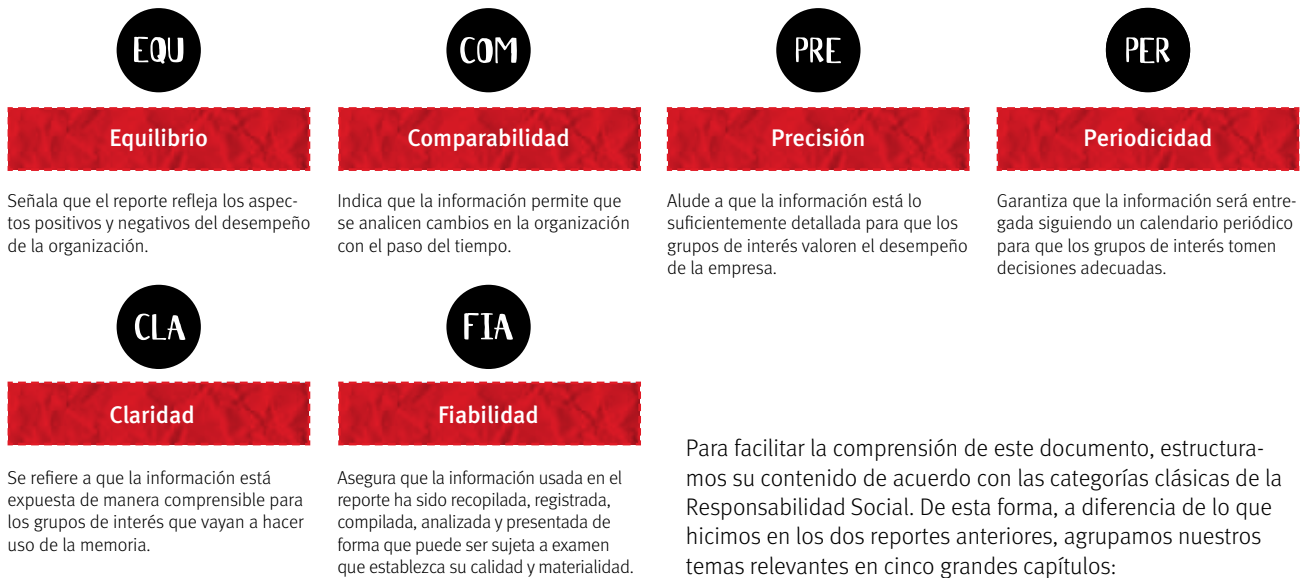 EQU
Equilibrio
Señala que el reporte refleja los aspec-
tos positivos y negativos del desempeño
de la organización.
COM
Comparabilidad
Indica que la información permite que
se analicen cambios en la organización
con el paso del tiempo.
PRE
Precisión
Alude a que la información está lo
suficientemente detallada para que los
grupos de interés valoren el desempeño
de la empresa.
PER
Periodicidad
Garantiza que la información será entre-
gada siguiendo un calendario periódico
para que los grupos de interés tomen
decisiones adecuadas.
CLA
Claridad
Se refiere a que la información está
expuesta de manera comprensible para
los grupos de interés que vayan a hacer
uso de la memoria.
FIA
Fiabilidad
Asegura que la información usada en el
reporte ha sido recopilada, registrada,
compilada, analizada y presentada de
forma que puede ser sujeta a examen
que establezca su calidad y materialidad.
Para facilitar la comprensión de este documento, estructura-
mos su contenido de acuerdo con las categorías clásicas de la
Responsabilidad Social. De esta forma, a diferencia de lo que
hicimos en los dos reportes anteriores, agrupamos nuestros
temas relevantes en cinco grandes capítulos: